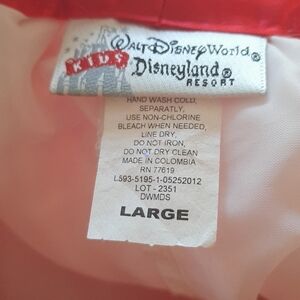 Walt Disney World®
KIDS
Disneyland®
RESORT
HAND WASH COLD,
SEPARATLY,
USE NON-CHLORINE
BLEACH WHEN NEEDED,
LINE DRY,
DO NOT IRON,
DO NOT DRY CLEAN
MADE IN COLOMBIA
RN 77619
L593-5195-1-05252012
LOT - 2351
DWMDS
LARGE